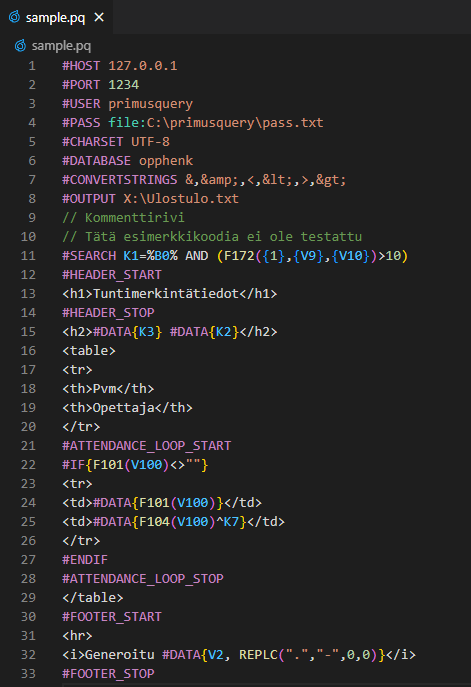 sample.pq
sample.pq
1 #HOST 127.0.0.1
2 #PORT 1234
3 #USER primusquery
4 #PASS file:C:\primusquery\pass.txt
5 #CHARSET UTF-8
6 #DATABASE opphenk
7 #CONVERTSTRINGS &,&amp;,<,&lt;,>,&gt;
8 #OUTPUT X:\Ulostulo.txt
9 // Kommenttirivi
10 // Tätä esimerkkikoodia ei ole testattu
11 #SEARCH K1=%B0% AND (F172({1},{V9},{V10})>10)
12 #HEADER_START
13 <h1>Tuntimerkintätiedot</h1>
14 #HEADER_STOP
15 <h2>#DATA{K3} #DATA{K2}</h2>
16 <table>
17 <tr>
18 <th>Pvm</th>
19 <th>Opettaja</th>
20 </tr>
21 #ATTENDANCE_LOOP_START
22 #IF{F101(V100)<>""}
23 <tr>
24 <td>#DATA{F101(V100)}</td>
25 <td>#DATA{F104(V100)^K7}</td>
26 </tr>
27 #ENDIF
28 #ATTENDANCE_LOOP_STOP
29 </table>
30 #FOOTER_START
31 <hr>
32 <i>Generoitu #DATA{V2, REPLC(".","-",0,0)}</i>
33 #FOOTER_STOP